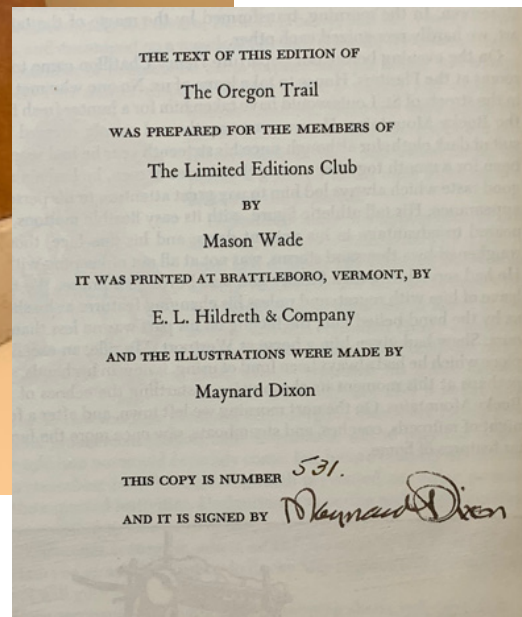 THE TEXT OF THIS EDITION OF
The Oregon Trail
WAS PREPARED FOR THE MEMBERS OF
The Limited Editions Club
BY
Mason Wade
IT WAS PRINTED AT BRATTLEBORO, VERMONT, BY
E. L. Hildreth & Company
AND THE ILLUSTRATIONS WERE MADE BY
Maynard Dixon
THIS COPY IS NUMBER 531.
AND IT IS SIGNED BY Maynard Dixon